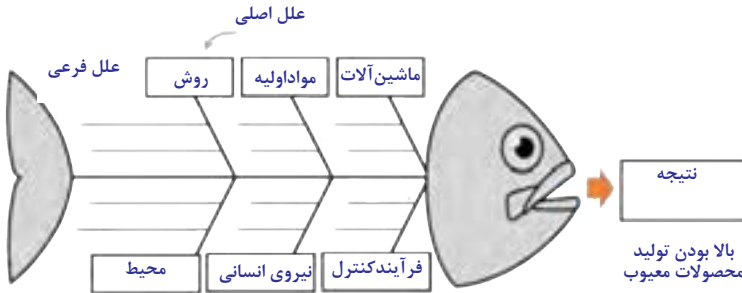 علل اصلی
علل فرعی
روش
مواداولیه
ماشین‌آلات
نتیجه
بالا بودن تولید
محصولات معیوب
محیط
نیروی انسانی
فرآیندکنترل